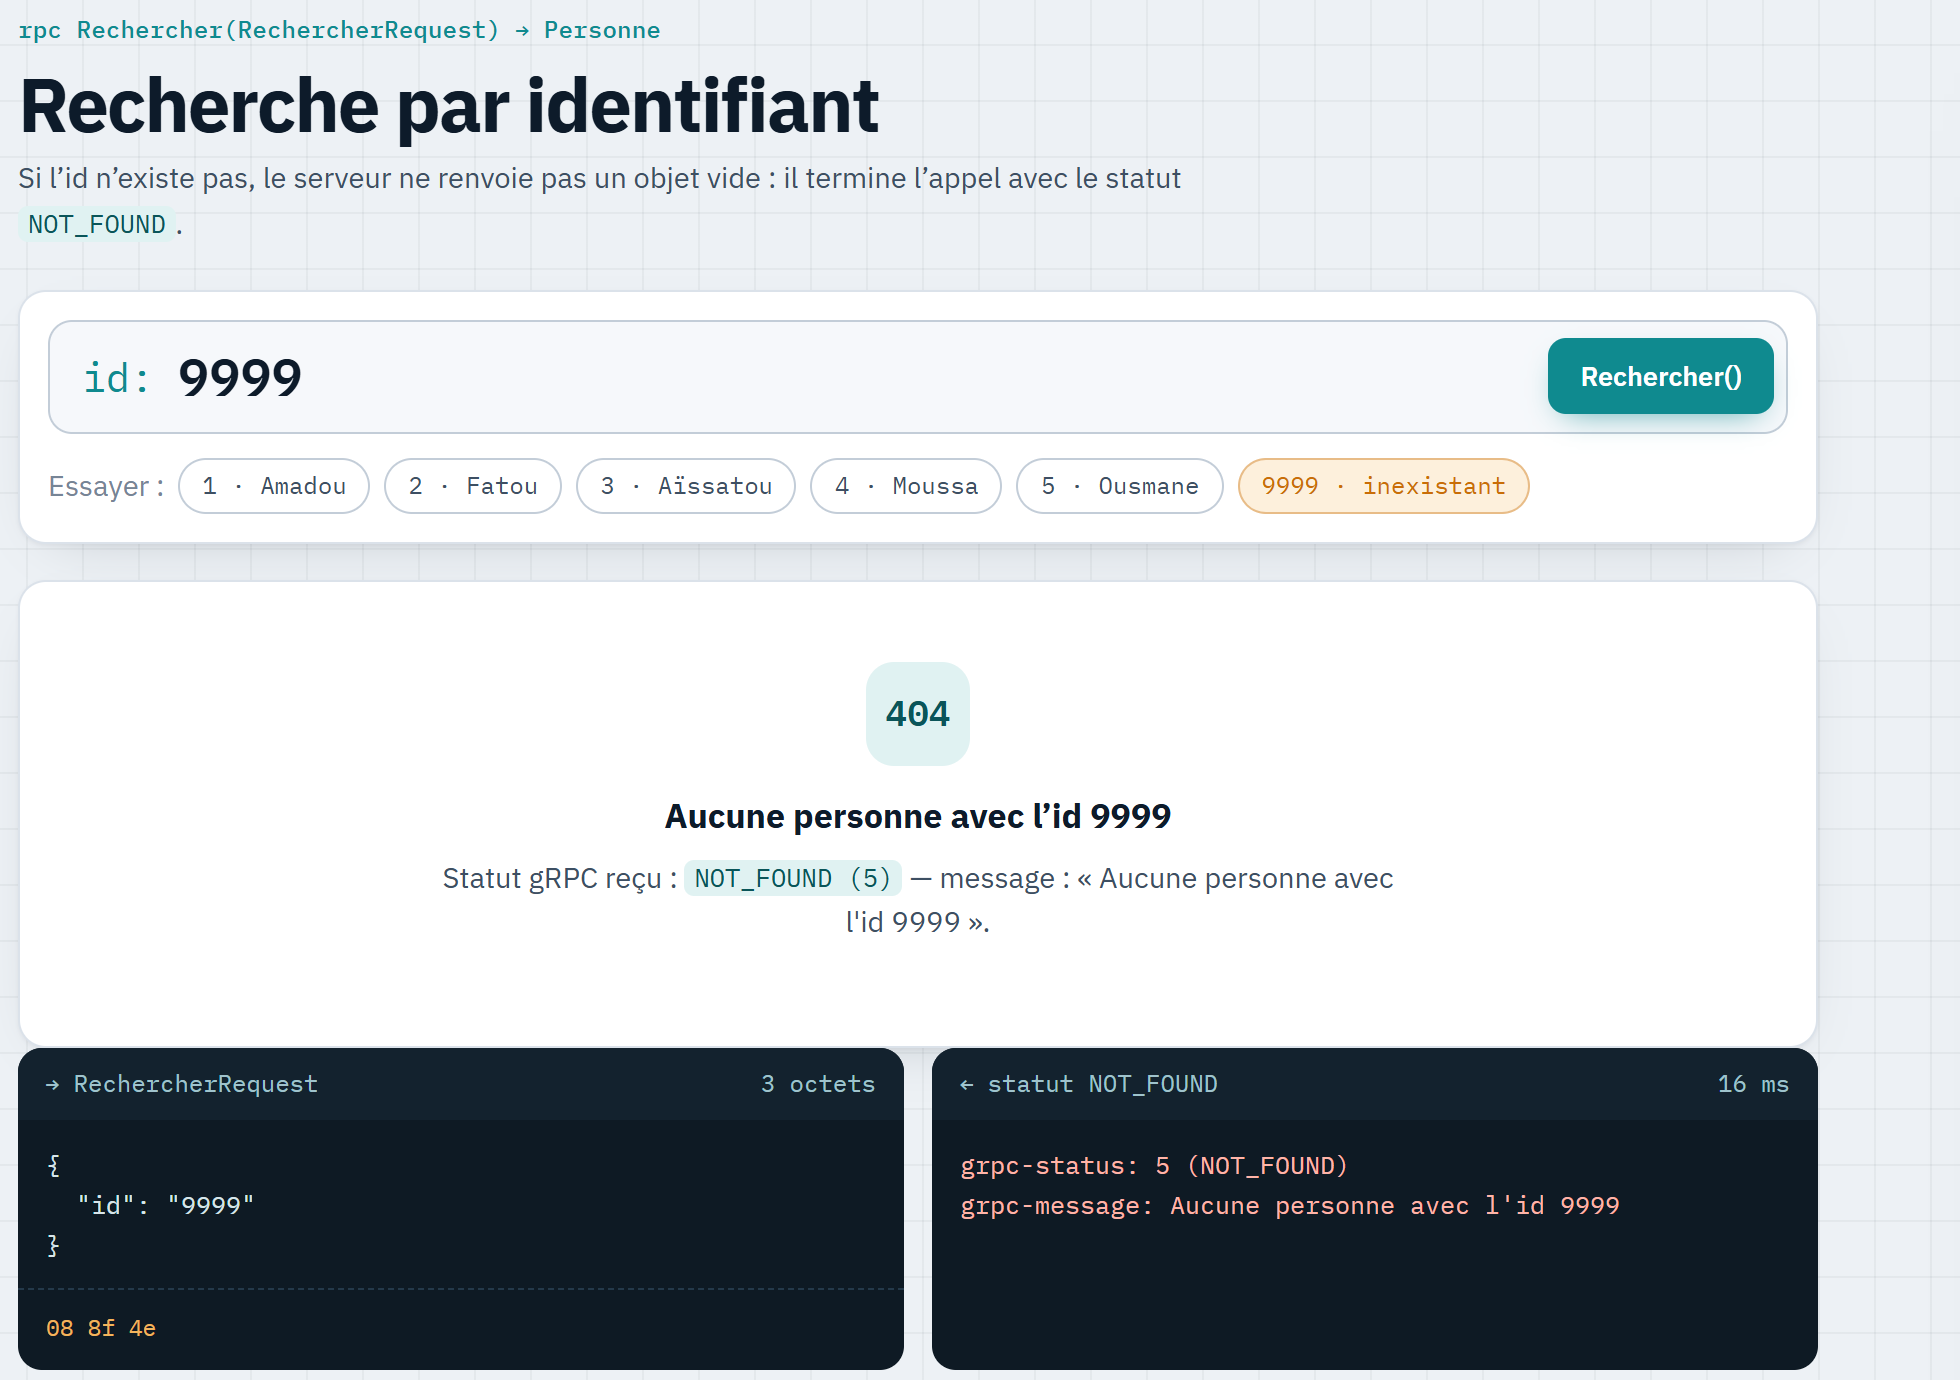 rpc Rechercher(RechercherRequest) → Personne
Recherche par identifiant
Si l’id n’existe pas, le serveur ne renvoie pas un objet vide : il termine l’appel avec le statut
NOT_FOUND.
id: 9999
Rechercher()
Essayer : 1 · Amadou 2 · Fatou 3 · Aïssatou 4 · Moussa 5 · Ousmane 9999 · inexistant
404
Aucune personne avec l’id 9999
Statut gRPC reçu : NOT_FOUND (5) — message : « Aucune personne avec
l'id 9999 ».
→ RechercherRequest 3 octets
{
"id": "9999"
}
08 8f 4e
← statut NOT_FOUND 16 ms
grpc-status: 5 (NOT_FOUND)
grpc-message: Aucune personne avec l'id 9999